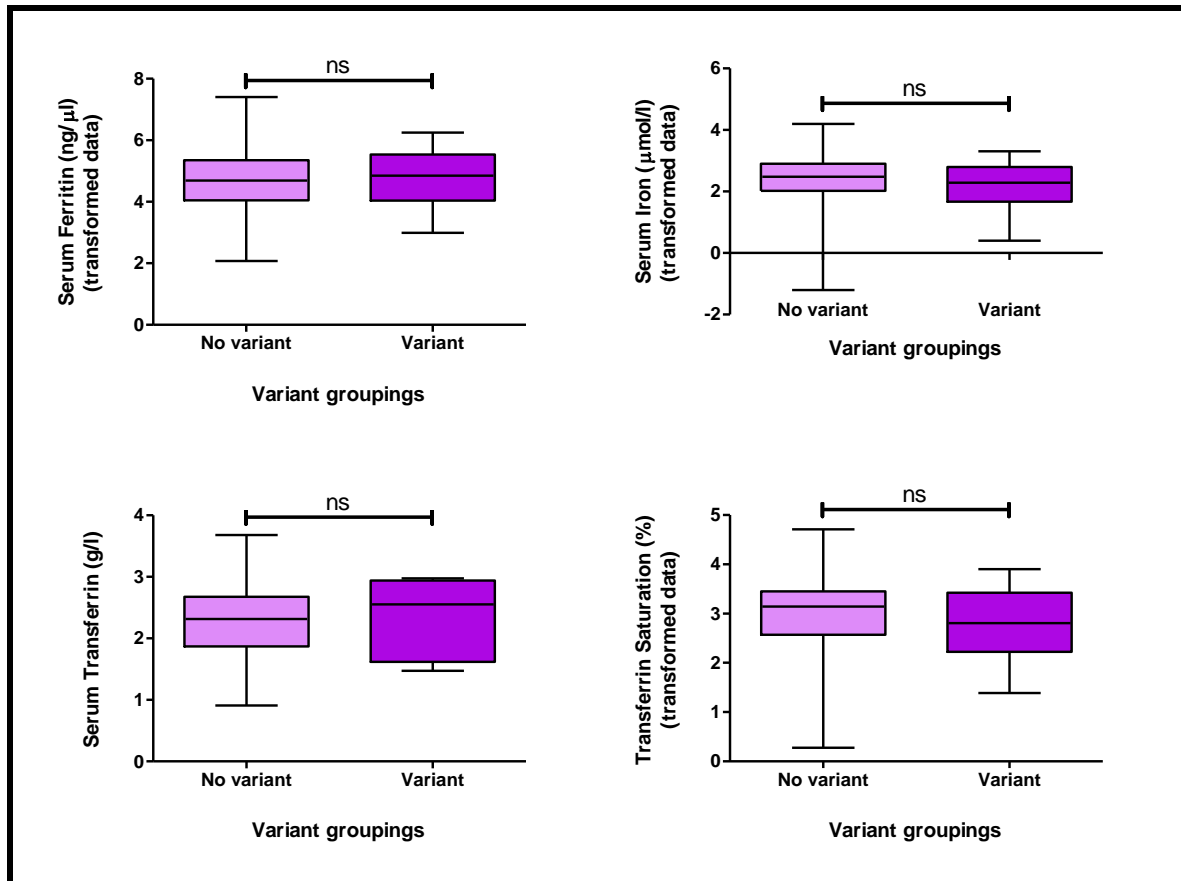 Serum Ferritin (ng/μl)
(transformed data)
8
6
4
2
0
ns
No variant
Variant
Variant groupings
Serum Iron (μmol/l)
(transformed data)
6
4
2
0
-2
ns
No variant
Variant
Variant groupings
Serum Transferrin (g/l)
4
3
2
1
0
ns
No variant
Variant
Variant groupings
Transferrin Saturation (%)
(transformed data)
5
4
3
2
1
0
ns
No variant
Variant
Variant groupings